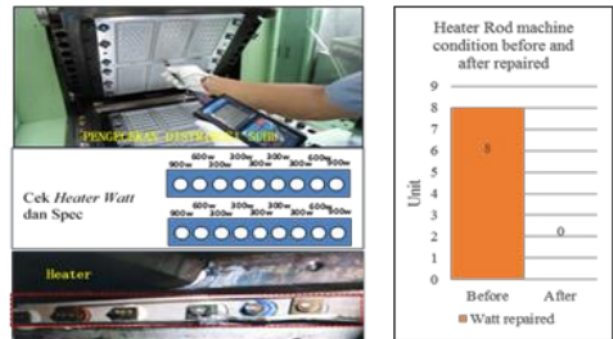 PENGECEKAN DISTRIBUSI SUHU
600w 300w 300w 600w
900w 300w 300w 300w 900w
Cek Heater Watt
dan Spec
600w 300w 300w 600w
900w 300w 300w 300w 900w
Heater
Heater Rod machine
condition before and
after repaired
9
8
7
6
5
4
3
2
1
0
Unit
8
0
Before After
Watt repaired